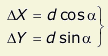 ΔX = d cos α
ΔY = d sin α